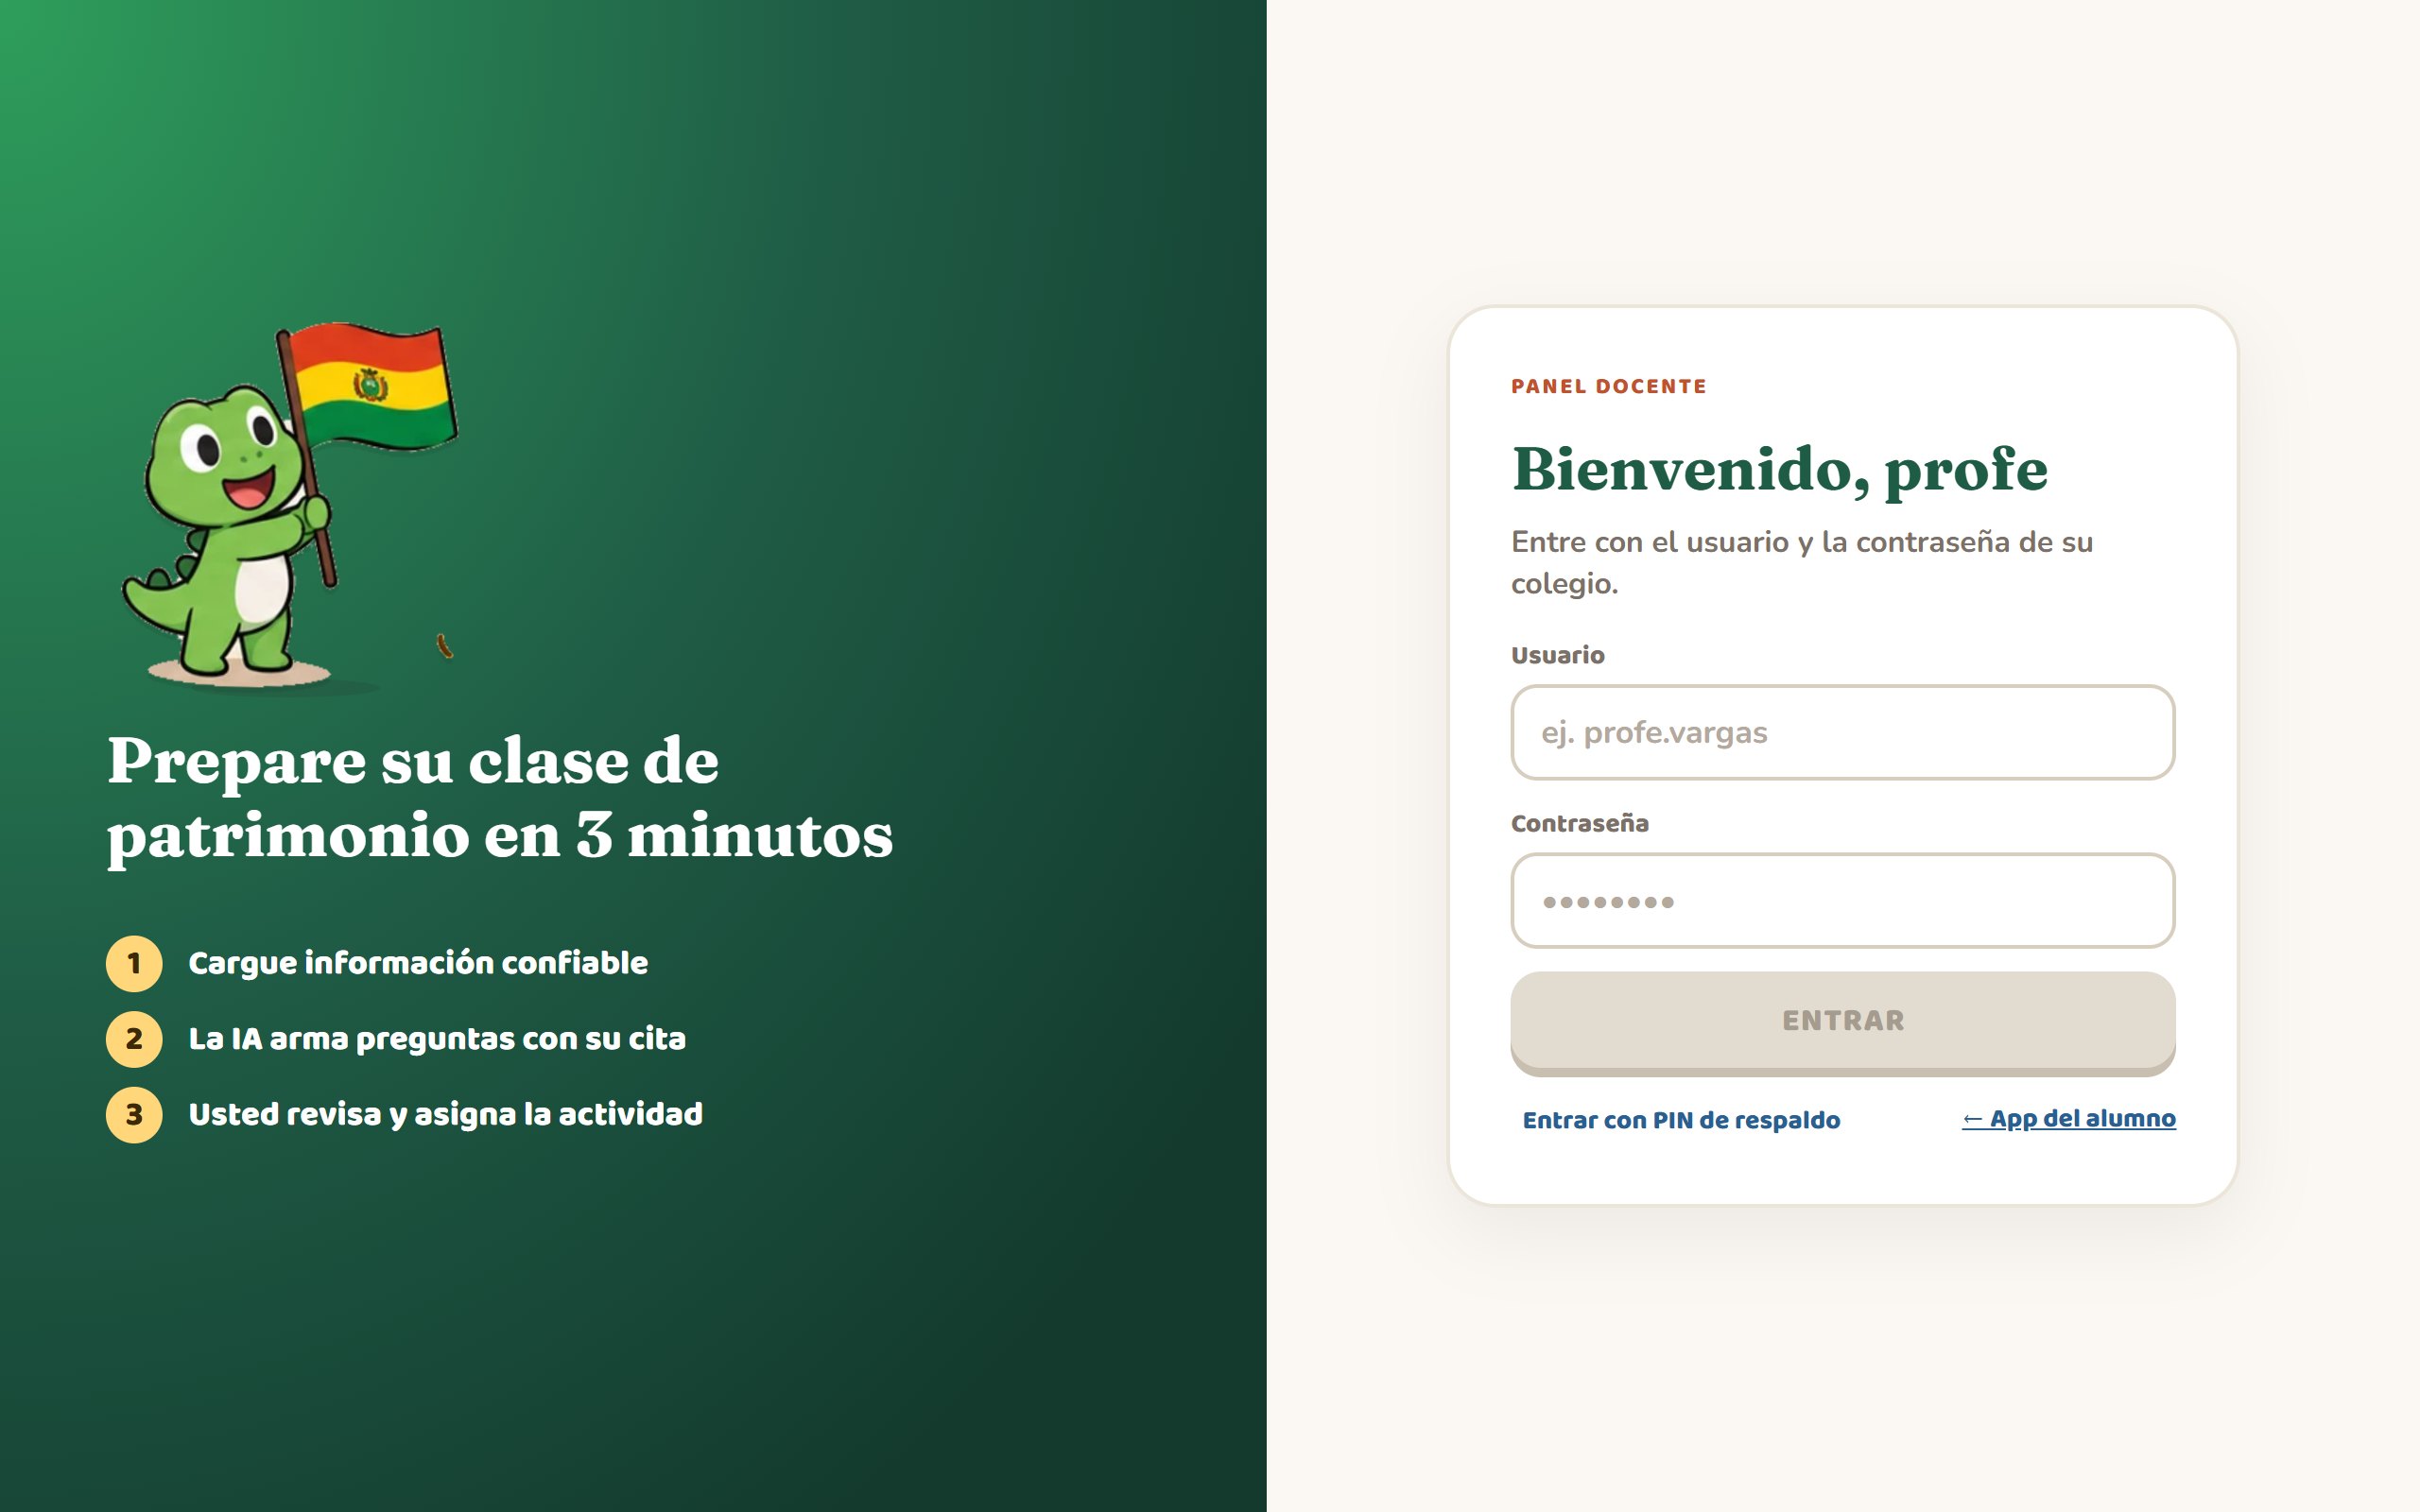 Prepare su clase de
patrimonio en 3 minutos
1 Cargue información confiable
2 La IA arma preguntas con su cita
3 Usted revisa y asigna la actividad
PANEL DOCENTE
Bienvenido, profe
Entre con el usuario y la contraseña de su
colegio.
Usuario
ej. profe.vargas
Contraseña
••••••••
ENTRAR
Entrar con PIN de respaldo
← App del alumno